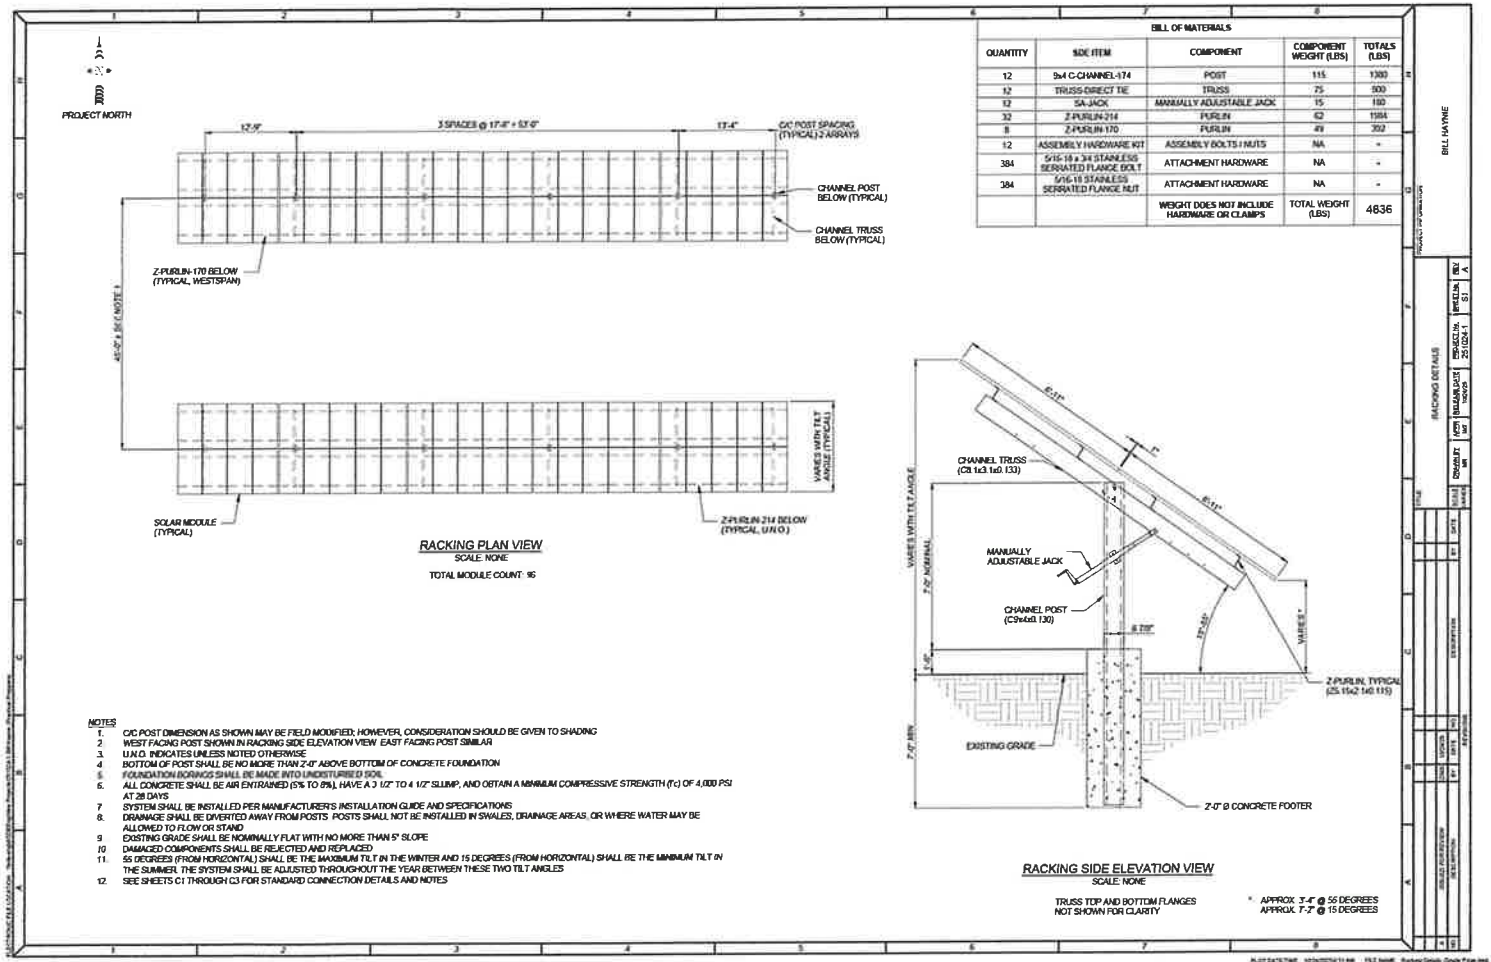 PROJECT NORTH
12'-9"
3 SPACES @ 17'-8" = 53'-0"
13'-4"
C/C POST SPACING
(TYPICAL) 2 ARRAYS
CHANNEL POST
BELOW (TYPICAL)
CHANNEL TRUSS
BELOW (TYPICAL)
Z-PURLIN-170 BELOW
(TYPICAL, WESTSPAN)
SOLAR MODULE
(TYPICAL)
VARIES WITH TILT
ANGLE (TYPICAL)
Z-PURLIN-214 BELOW
(TYPICAL, U.N.O.)
RACKING PLAN VIEW
SCALE: NONE
TOTAL MODULE COUNT: 96
BILL OF MATERIALS
QUANTITY SIDE ITEM COMPONENT COMPONENT WEIGHT (LBS) TOTALS (LBS)
12 9x4 C-CHANNEL-174 POST 115 1380
12 TRUSS-DIRECT TIE TRUSS 75 900
12 SA-JACK MANUALLY ADJUSTABLE JACK 15 180
32 Z-PURLIN-214 PURLIN 62 1984
8 Z-PURLIN-170 PURLIN 49 392
12 ASSEMBLY HARDWARE KIT ASSEMBLY BOLTS / NUTS NA -
384 5/16-18 x 3/4 STAINLESS SERRATED FLANGE BOLT ATTACHMENT HARDWARE NA -
384 5/16-18 STAINLESS SERRATED FLANGE NUT ATTACHMENT HARDWARE NA -
WEIGHT DOES NOT INCLUDE HARDWARE OR CLAMPS TOTAL WEIGHT (LBS) 4836
6'-11"
1"
6'-11"
CHANNEL TRUSS
(C8.1x3.1x0.133)
VARIES WITH TILT ANGLE
7'-0" NOMINAL
MANUALLY
ADJUSTABLE JACK
CHANNEL POST
(C9x4x0.130)
8 7/8"
15°-55°
VARIES *
Z-PURLIN, TYPICAL
EXISTING GRADE
7'-0" MIN
2'-0" Ø CONCRETE FOOTER
RACKING SIDE ELEVATION VIEW
SCALE: NONE
TRUSS TOP AND BOTTOM FLANGES
NOT SHOWN FOR CLARITY
*- APPROX. 3'-4" @ 55 DEGREES
APPROX. 7'-2" @ 15 DEGREES
NOTES
1. C/C POST DIMENSION AS SHOWN MAY BE FIELD MODIFIED; HOWEVER, CONSIDERATION SHOULD BE GIVEN TO SHADING
2. WEST FACING POST SHOWN IN RACKING SIDE ELEVATION VIEW EAST FACING POST SIMILAR
3. U.N.O. INDICATES UNLESS NOTED OTHERWISE
4. BOTTOM OF POST SHALL BE NO MORE THAN 2'-0" ABOVE BOTTOM OF CONCRETE FOUNDATION
5. FOUNDATION BORINGS SHALL BE MADE INTO UNDISTURBED SOIL
6. ALL CONCRETE SHALL BE AIR ENTRAINED (5% TO 8%), HAVE A 3 1/2" TO 4 1/2" SLUMP, AND OBTAIN A MINIMUM COMPRESSIVE STRENGTH (f'c) OF 4,000 PSI
AT 28 DAYS
7. SYSTEM SHALL BE INSTALLED PER MANUFACTURER'S INSTALLATION GUIDE AND SPECIFICATIONS
8. DRAINAGE SHALL BE DIVERTED AWAY FROM POSTS. POSTS SHALL NOT BE INSTALLED IN SWALES, DRAINAGE AREAS, OR WHERE WATER MAY BE
ALLOWED TO FLOW OR STAND
9. EXISTING GRADE SHALL BE NOMINALLY FLAT WITH NO MORE THAN 5° SLOPE
10. DAMAGED COMPONENTS SHALL BE REJECTED AND REPLACED
11. 55 DEGREES (FROM HORIZONTAL) SHALL BE THE MAXIMUM TILT IN THE WINTER AND 15 DEGREES (FROM HORIZONTAL) SHALL BE THE MINIMUM TILT IN
THE SUMMER. THE SYSTEM SHALL BE ADJUSTED THROUGHOUT THE YEAR BETWEEN THESE TWO TILT ANGLES
12. SEE SHEETS C1 THROUGH C3 FOR STANDARD CONNECTION DETAILS AND NOTES
BILL HAYNIE
RACKING DETAILS
251024-1
S1
A